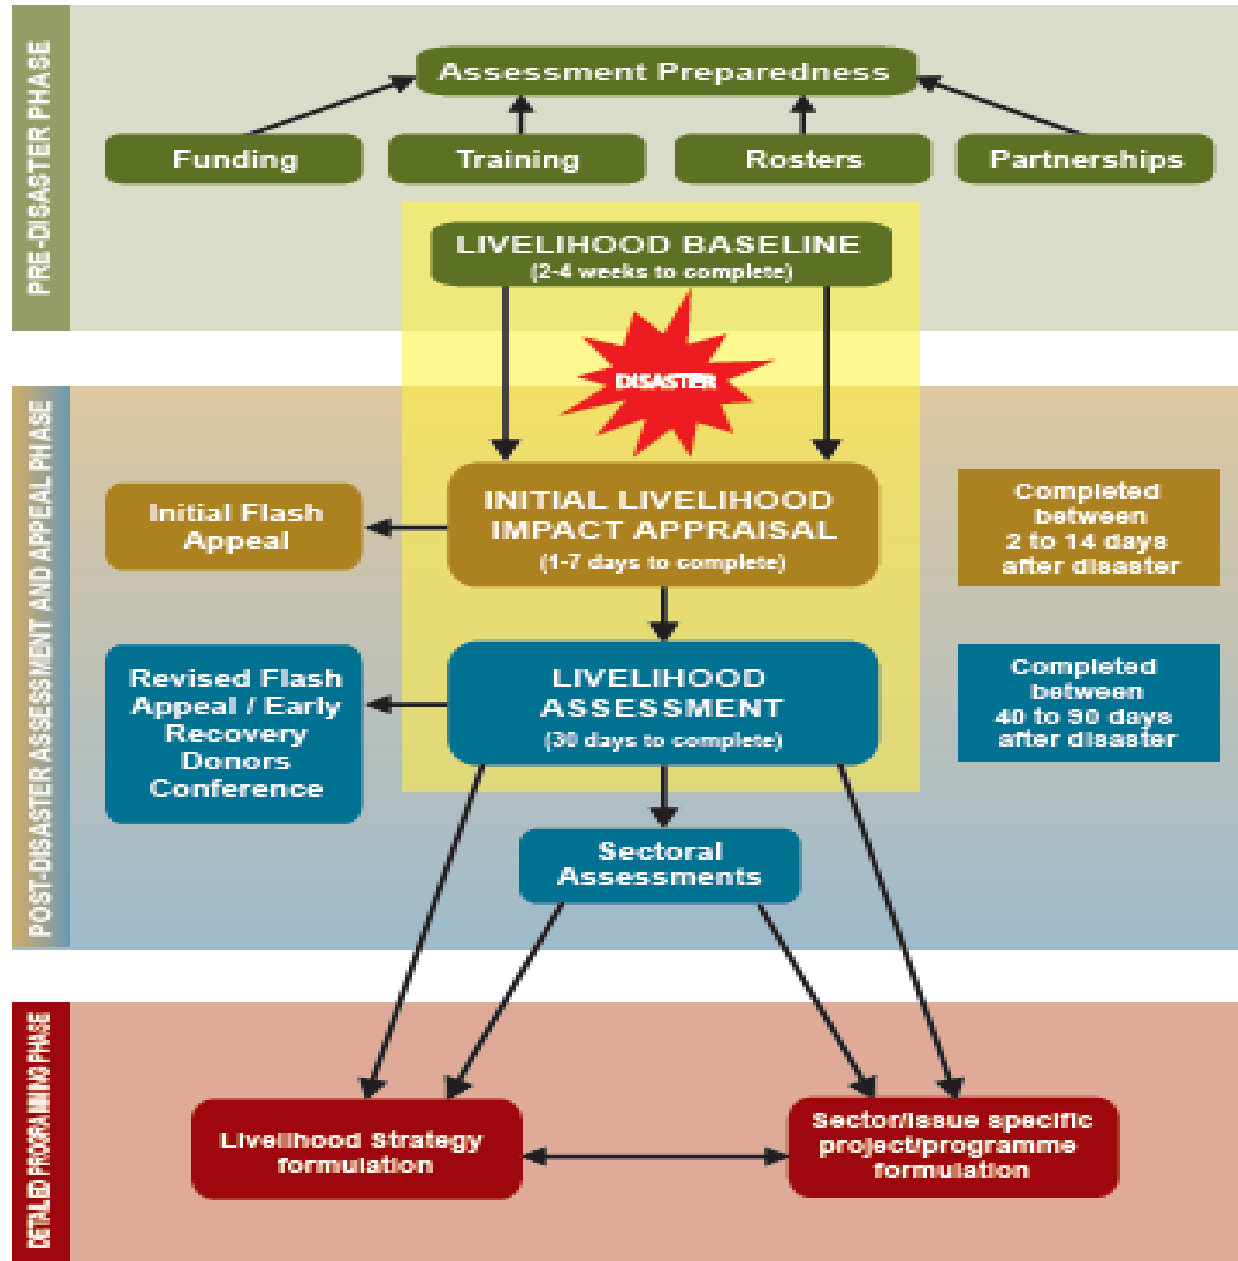 PRE-DISASTER PHASE
Assessment Preparedness
Funding
Training
Rosters
Partnerships
LIVELIHOOD BASELINE
(2-4 weeks to complete)
DISASTER
POST-DISASTER ASSESSMENT AND APPEAL PHASE
Initial Flash
Appeal
INITIAL LIVELIHOOD
IMPACT APPRAISAL
(1-7 days to complete)
Completed
between
2 to 14 days
after disaster
Revised Flash
Appeal / Early
Recovery
Donors
Conference
LIVELIHOOD
ASSESSMENT
(30 days to complete)
Completed
between
40 to 90 days
after disaster
Sectoral
Assessments
DETAILED PROGRAMMING PHASE
Livelihood Strategy
formulation
Sector/issue specific
project/programme
formulation